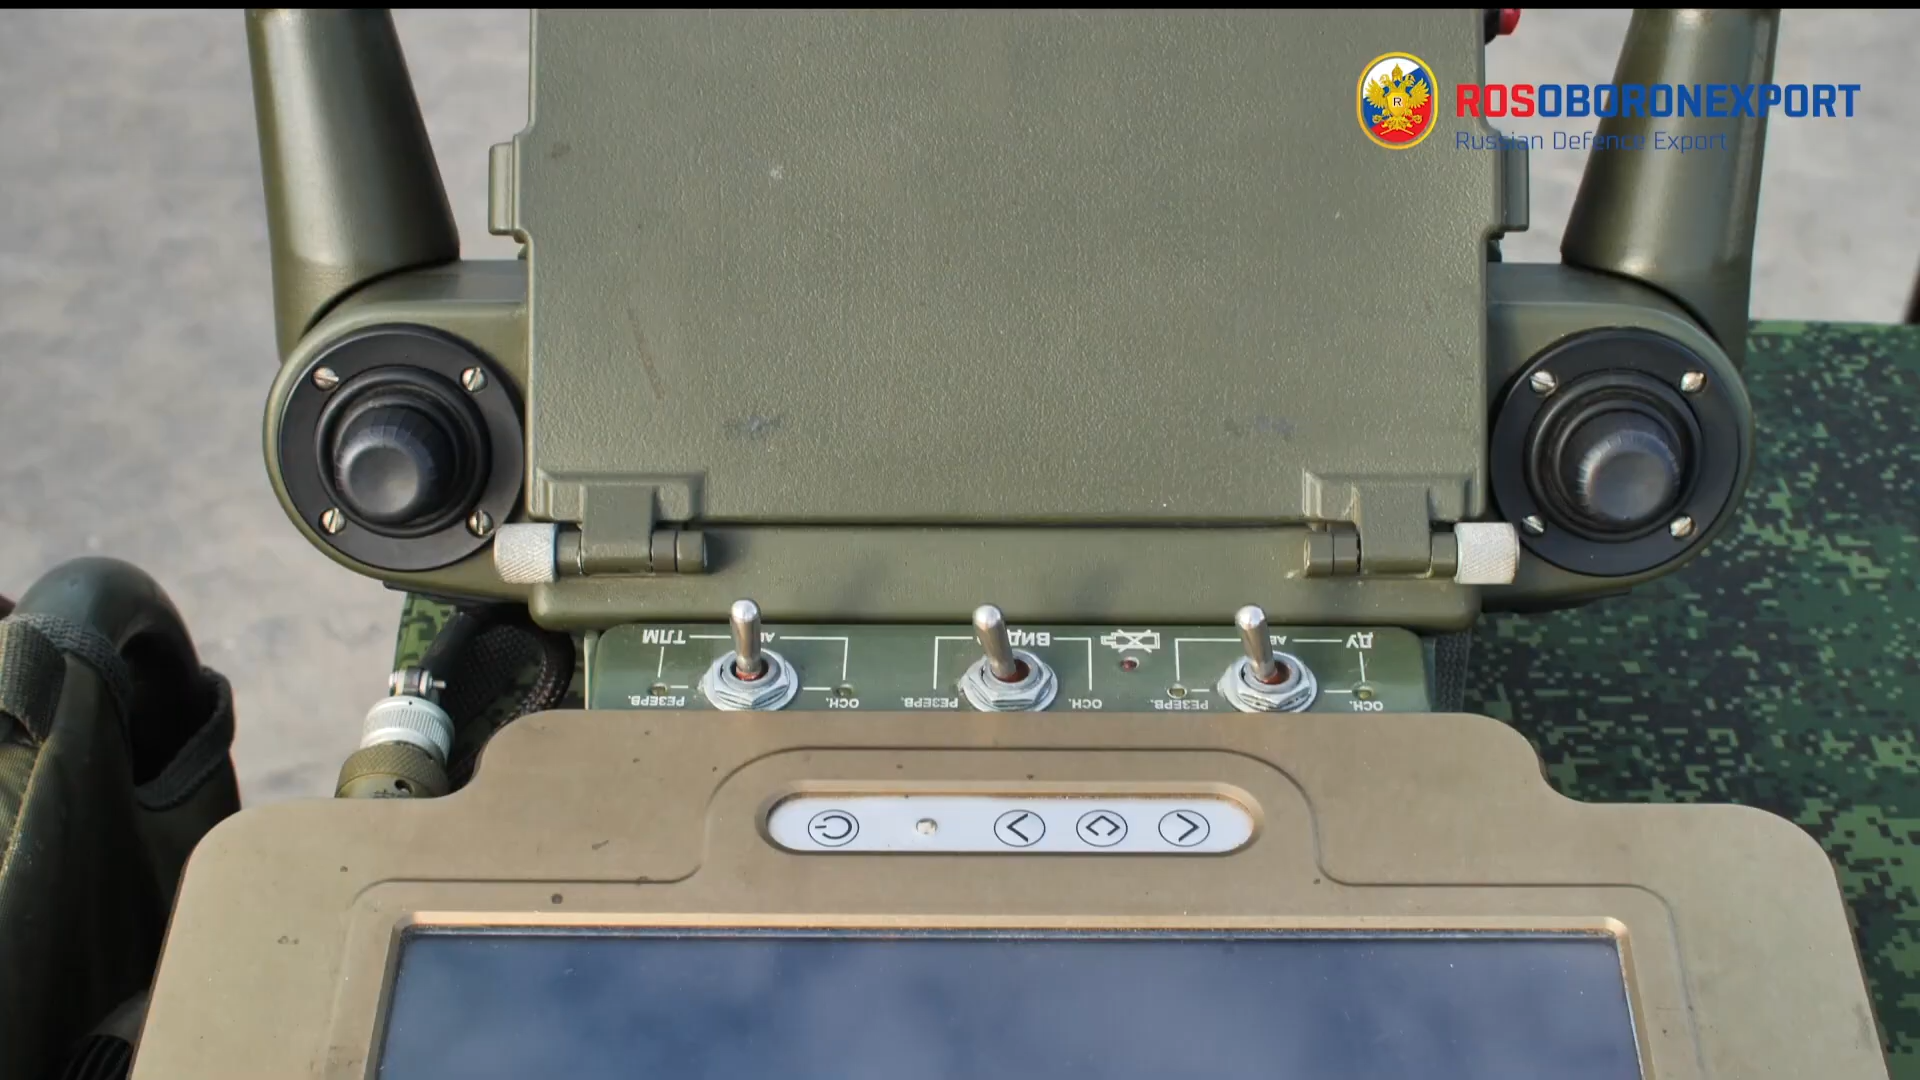 ROSOBORONEXPORT
Russian Defence Export
R
ДУ
ВИД
ТЛМ
ОСН.
РЕЗЕРВ.
ОСН.
РЕЗЕРВ.
ОСН.
РЕЗЕРВ.